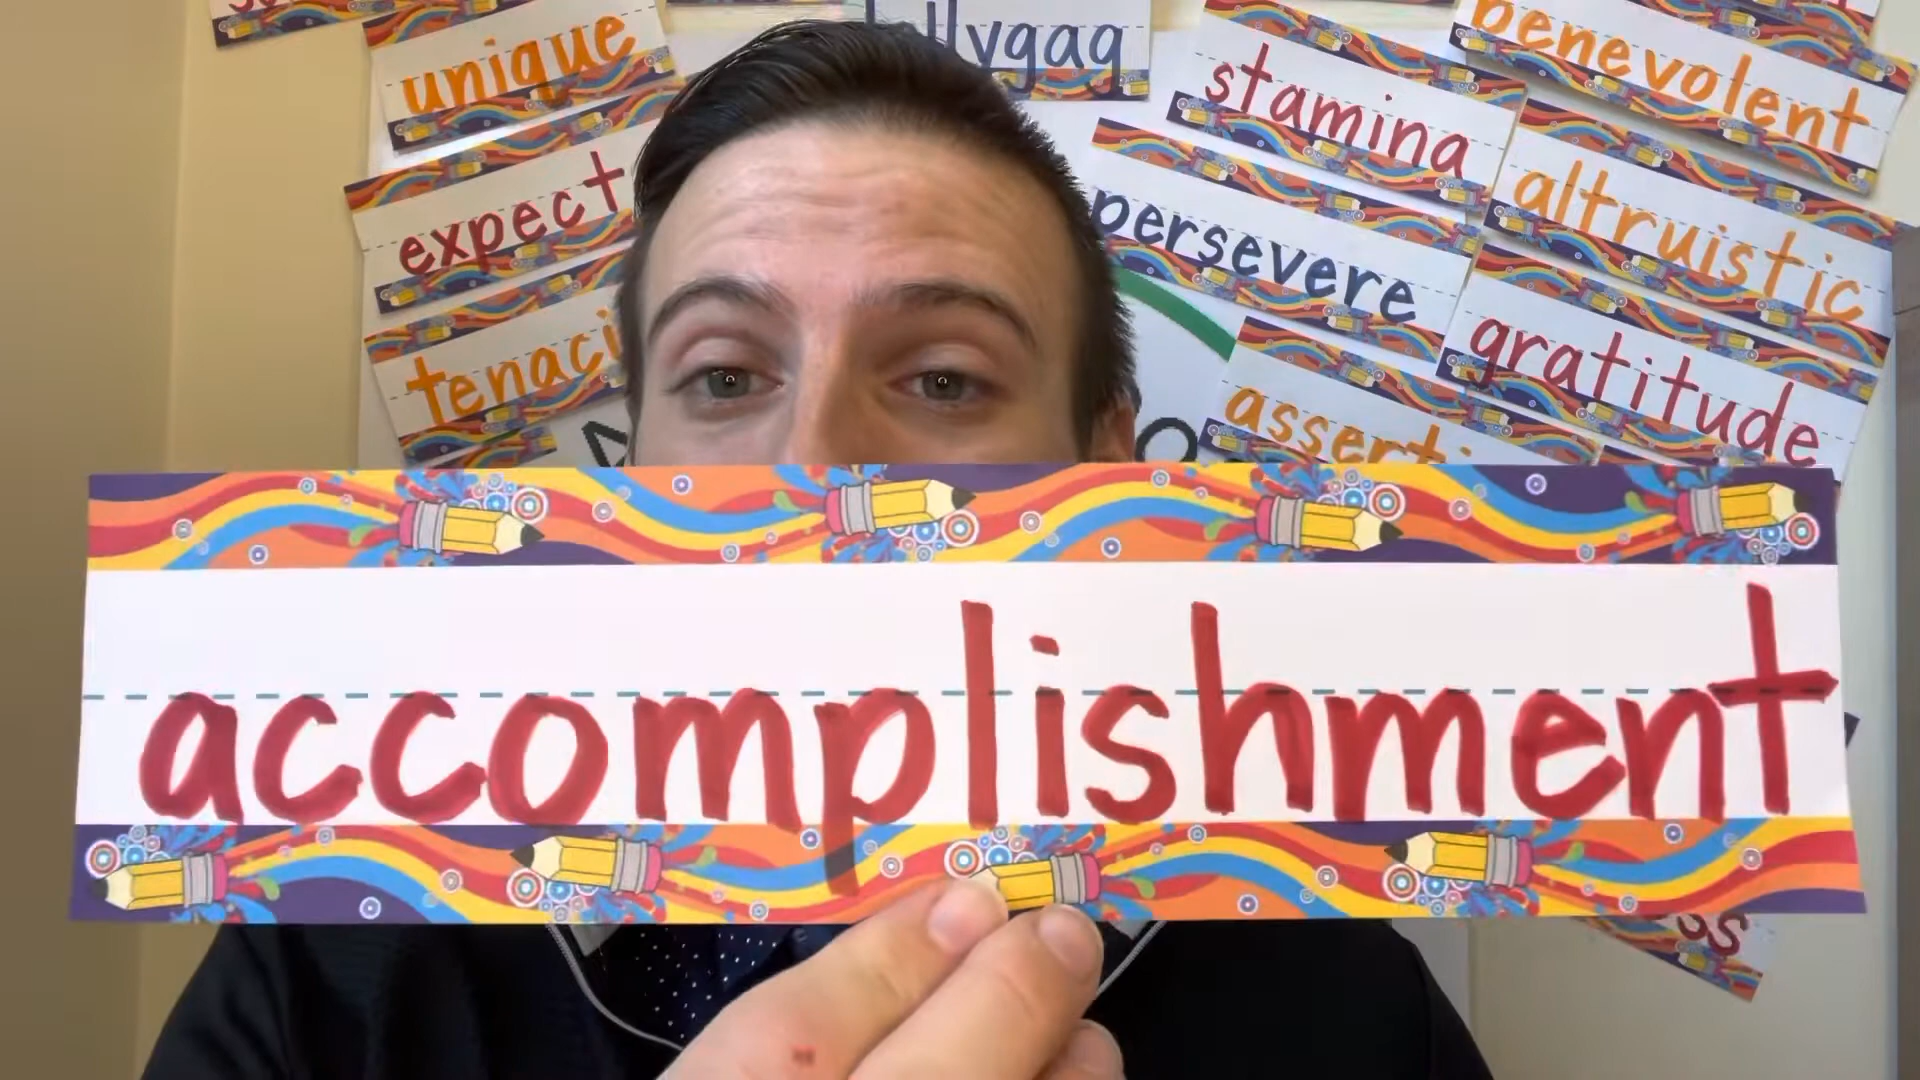 unique
expect
stamina
persevere
benevolent
altruistic
gratitude
accomplishment